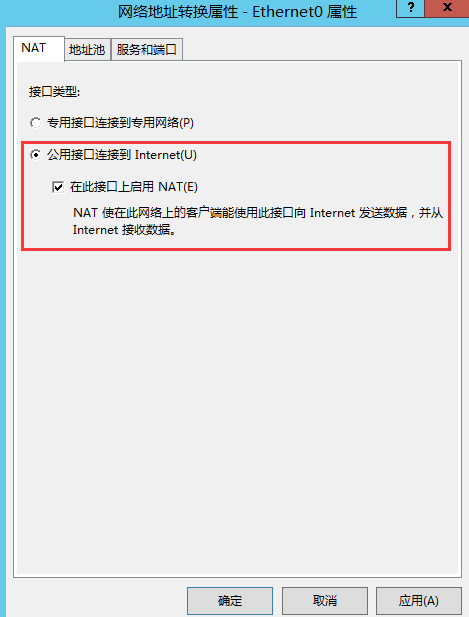 网络地址转换属性 - Ethernet0 属性
?
x
NAT
地址池
服务和端口
接口类型:
专用接口连接到专用网络(P)
公用接口连接到 Internet(U)
在此接口上启用 NAT(E)
NAT 使在此网络上的客户端能使用此接口向 Internet 发送数据，并从
Internet 接收数据。
确定
取消
应用(A)